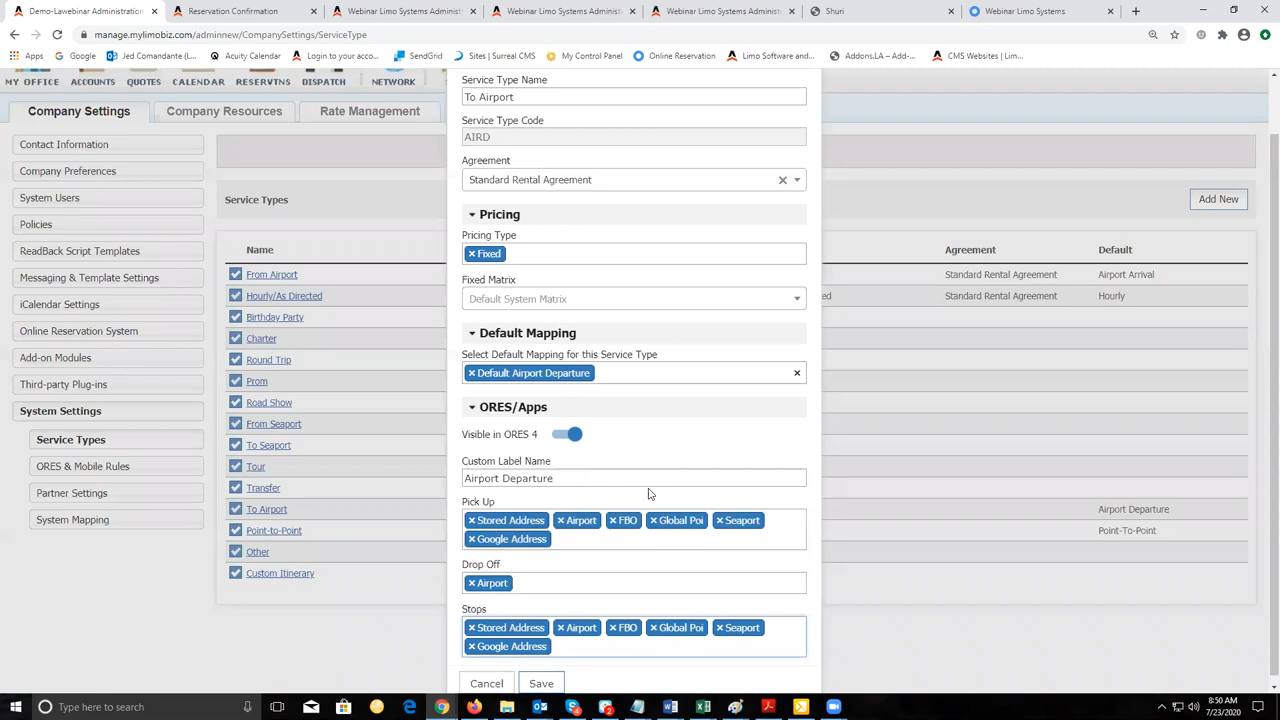 Demo-Lawebinar Administration
Reservation Confirmation
Webinar Limo Systems Administ
Webinar Limo Systems Administ
Webinar Limo Systems Administ
Shuri
Webinar Limo Systems
manage.mylimobiz.com/adminnew/CompanySettings/ServiceType
Apps
Google
Jed Comandante (L...
Acuity Calendar
Login to your acco...
SendGrid
Sites | Surreal CMS
My Control Panel
Online Reservation
Limo Software and...
Addons.LA – Add-...
CMS Websites | Lim...
MY OFFICE
ACCOUNTS
QUOTES
CALENDAR
RESERVTNS
DISPATCH
NETWORK
Company Settings
Company Resources
Rate Management
Contact Information
Company Preferences
System Users
Policies
ReadBack Script Templates
Messaging & Template Settings
iCalendar Settings
Online Reservation System
Add-on Modules
Third-party Plug-ins
System Settings
Service Types
ORES & Mobile Rules
Partner Settings
System Mapping
Service Types
Add New
Name
From Airport
Hourly/As Directed
Birthday Party
Charter
Round Trip
Prom
Road Show
From Seaport
To Seaport
Tour
Transfer
To Airport
Point-to-Point
Other
Custom Itinerary
Service Type Name
To Airport
Service Type Code
AIRD
Agreement
Standard Rental Agreement
Pricing
Pricing Type
× Fixed
Fixed Matrix
Default System Matrix
Default Mapping
Select Default Mapping for this Service Type
× Default Airport Departure ×
ORES/Apps
Visible in ORES 4
Custom Label Name
Airport Departure
Pick Up
× Stored Address × Airport × FBO × Global Poi × Seaport
× Google Address
Drop Off
× Airport
Stops
× Stored Address × Airport × FBO × Global Poi × Seaport
× Google Address
Cancel
Save
ed
Agreement
Default
Standard Rental Agreement
Airport Arrival
Standard Rental Agreement
Hourly
Airport Departure
Point-To-Point
Type here to search
8:50 AM
7/23/2020